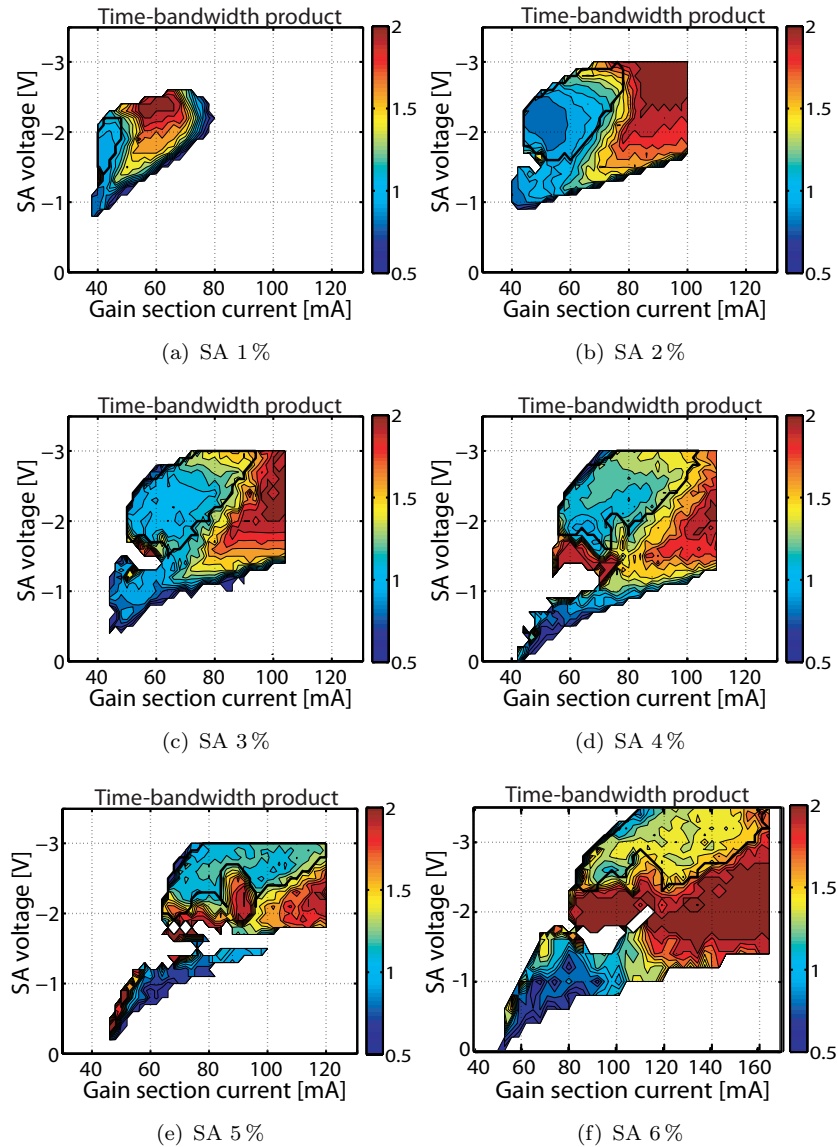 Time-bandwidth product
SA voltage [V]
−3
−2
−1
0
40 60 80 100 120
Gain section current [mA]
2
1.5
1
0.5
(a) SA 1 %
Time-bandwidth product
SA voltage [V]
−3
−2
−1
0
40 60 80 100 120
Gain section current [mA]
2
1.5
1
0.5
(b) SA 2 %
Time-bandwidth product
SA voltage [V]
−3
−2
−1
0
40 60 80 100 120
Gain section current [mA]
2
1.5
1
0.5
(c) SA 3 %
Time-bandwidth product
SA voltage [V]
−3
−2
−1
0
40 60 80 100 120
Gain section current [mA]
2
1.5
1
0.5
(d) SA 4 %
Time-bandwidth product
SA voltage [V]
−3
−2
−1
0
40 60 80 100 120
Gain section current [mA]
2
1.5
1
0.5
(e) SA 5 %
Time-bandwidth product
SA voltage [V]
-3
-2
-1
0
40 60 80 100 120 140 160
Gain section current [mA]
2
1.5
1
0.5
(f) SA 6 %